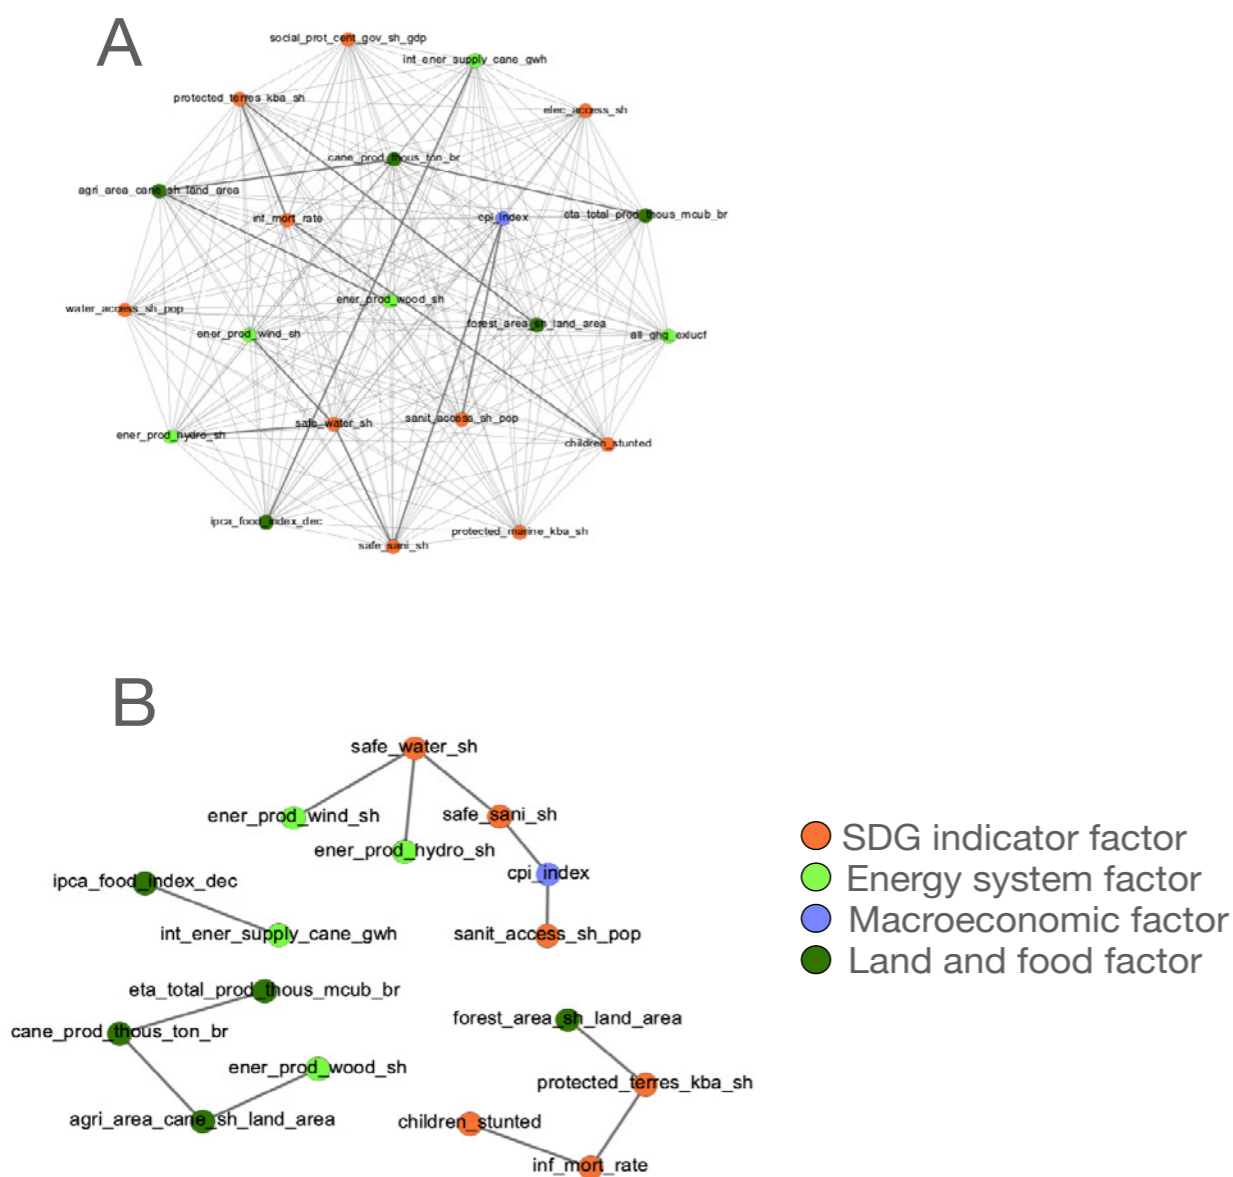 A
social_prot_cent_gov_sh_gdp
int_ener_supply_cane_gwh
protected_terres_kba_sh
elec_access_sh
cane_prod_thous_ton_br
agri_area_cane_sh_land_area
inf_mort_rate
cpi_index
eta_total_prod_thous_mcub_br
ener_prod_wood_sh
water_access_sh_pop
forest_area_sh_land_area
ener_prod_wind_sh
all_ghg_exlucf
sanit_access_sh_pop
safe_water_sh
ener_prod_hydro_sh
children_stunted
ipca_food_index_dec
protected_marine_kba_sh
safe_sani_sh
B
safe_water_sh
ener_prod_wind_sh
safe_sani_sh
ener_prod_hydro_sh
cpi_index
ipca_food_index_dec
int_ener_supply_cane_gwh
sanit_access_sh_pop
eta_total_prod_thous_mcub_br
cane_prod_thous_ton_br
forest_area_sh_land_area
ener_prod_wood_sh
protected_terres_kba_sh
agri_area_cane_sh_land_area
children_stunted
inf_mort_rate
SDG indicator factor
Energy system factor
Macroeconomic factor
Land and food factor